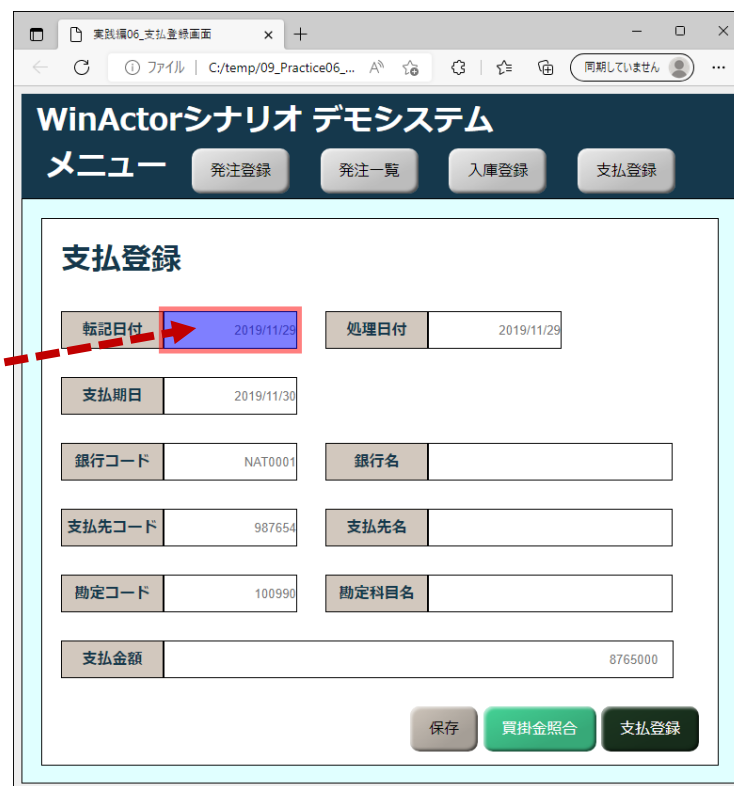 実践編06_支払登録画面
ファイル C:/temp/09_Practice06_... A 同期していません
WinActorシナリオ デモシステム
メニュー 発注登録 発注一覧 入庫登録 支払登録
支払登録
転記日付 2019/11/29 処理日付 2019/11/29
支払期日 2019/11/30
銀行コード NAT0001 銀行名
支払先コード 987654 支払先名
勘定コード 100990 勘定科目名
支払金額 8765000
保存 買掛金照合 支払登録